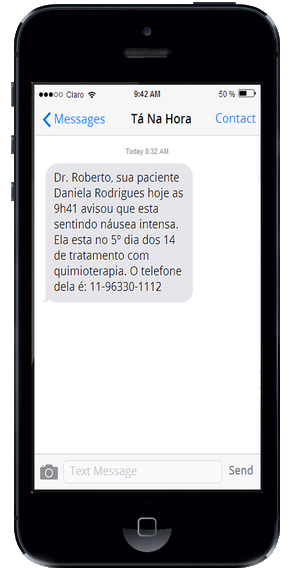 Claro 9:42 AM 50 %
Messages Tá Na Hora Contact
Today 8:32 AM
Dr. Roberto, sua paciente
Daniela Rodrigues hoje as
9h41 avisou que esta
sentindo náusea intensa.
Ela esta no 5º dia dos 14
de tratamento com
quimioterapia. O telefone
dela é: 11-96330-1112
Text Message Send